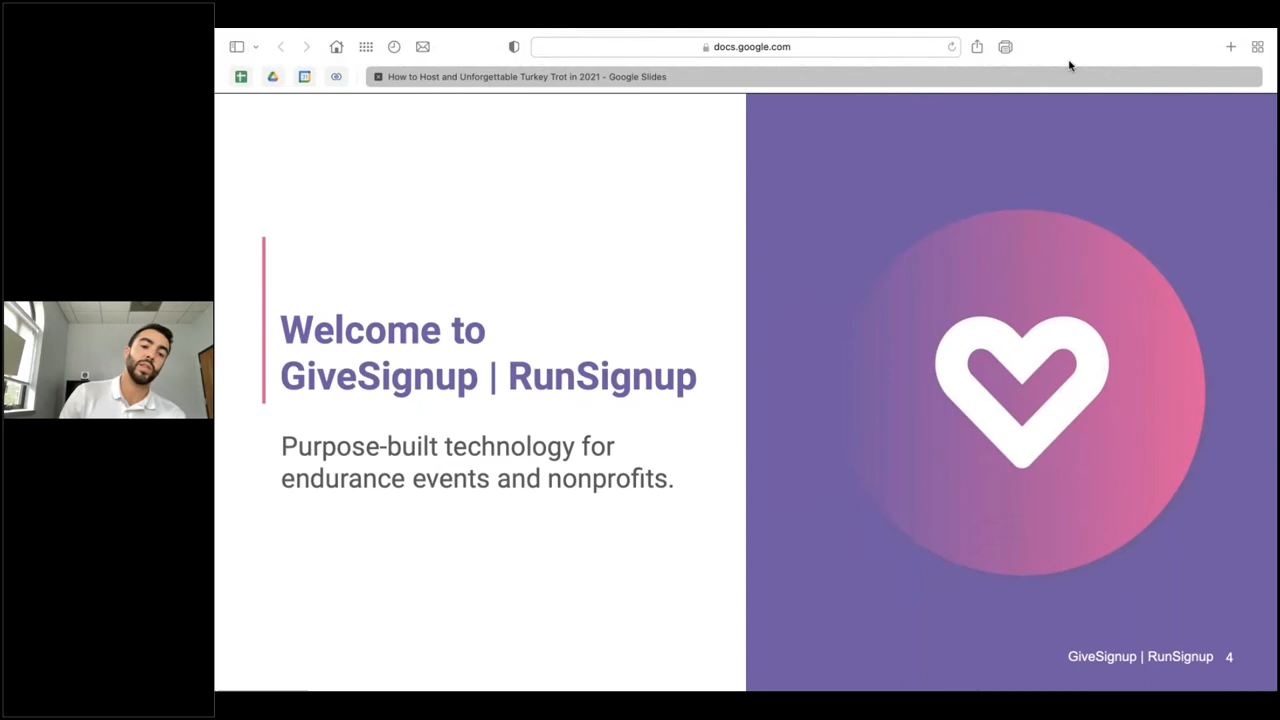 docs.google.com
How to Host and Unforgettable Turkey Trot in 2021 - Google Slides
Welcome to
GiveSignup | RunSignup
Purpose-built technology for
endurance events and nonprofits.
GiveSignup | RunSignup 4